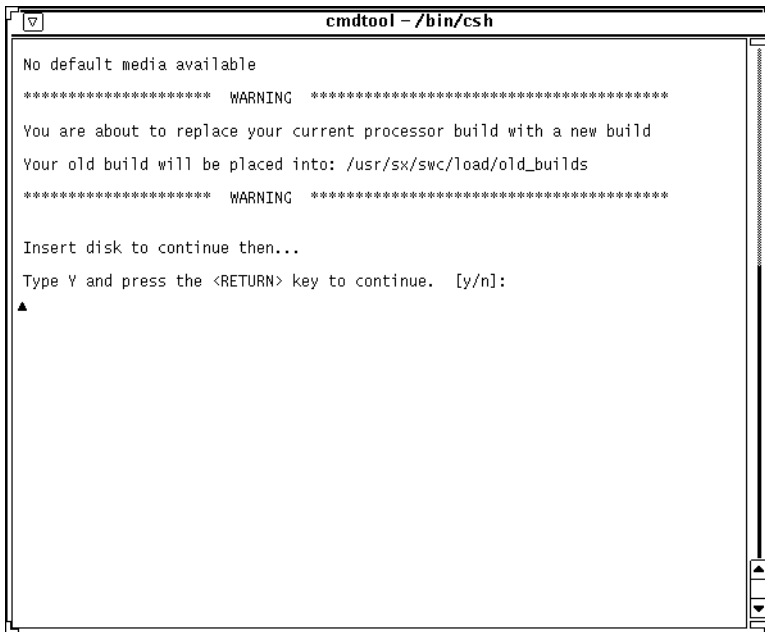 cmdtool – /bin/csh
No default media available
********************* WARNING ****************************************
You are about to replace your current processor build with a new build
Your old build will be placed into: /usr/sx/swc/load/old_builds
********************* WARNING ****************************************
Insert disk to continue then...
Type Y and press the <RETURN> key to continue. [y/n]: